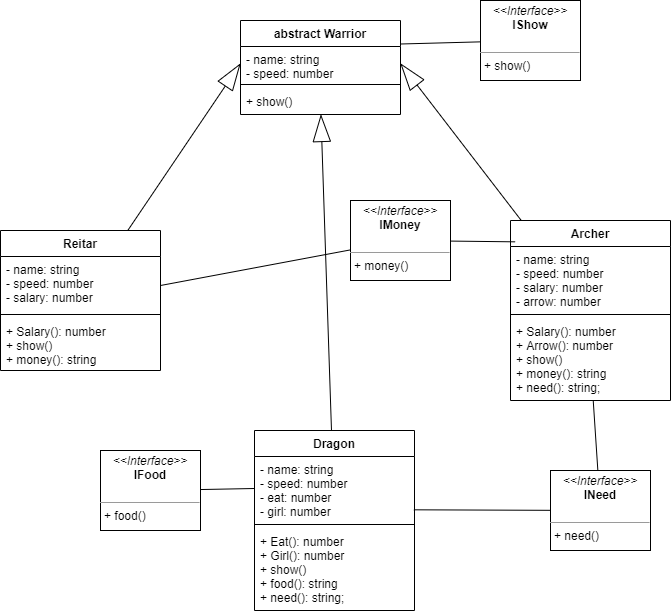 abstract Warrior
- name: string
- speed: number
+ show()
<<Interface>>
IShow
+ show()
Reitar
- name: string
- speed: number
- salary: number
+ Salary(): number
+ show()
+ money(): string
<<Interface>>
IMoney
+ money()
Archer
- name: string
- speed: number
- salary: number
- arrow: number
+ Salary(): number
+ Arrow(): number
+ show()
+ money(): string
+ need(): string;
<<Interface>>
IFood
+ food()
Dragon
- name: string
- speed: number
- eat: number
- girl: number
+ Eat(): number
+ Girl(): number
+ show()
+ food(): string
+ need(): string;
<<Interface>>
INeed
+ need()